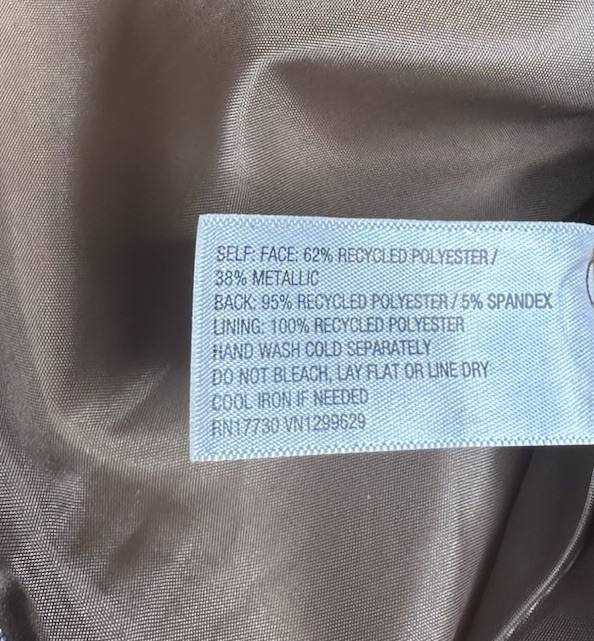 SELF: FACE: 62% RECYCLED POLYESTER /
38% METALLIC
BACK: 95% RECYCLED POLYESTER / 5% SPANDEX
LINING: 100% RECYCLED POLYESTER
HAND WASH COLD SEPARATELY
DO NOT BLEACH, LAY FLAT OR LINE DRY
COOL IRON IF NEEDED
RN17730 VN1299629